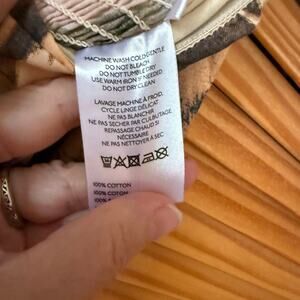 MACHINE WASH COLD/GENTLE
DO NOT BLEACH
DO NOT TUMBLE DRY
USE WARM IRON IF NEEDED
DO NOT DRY CLEAN
LAVAGE MACHINE À FROID,
CYCLE LINGE DÉLICAT
NE PAS BLANCHIR
NE PAS SÉCHER PAR CULBUTAGE
REPASSAGE CHAUD SI
NÉCESSAIRE
NE PAS NETTOYER À SEC
100% COTTON
100% COTON